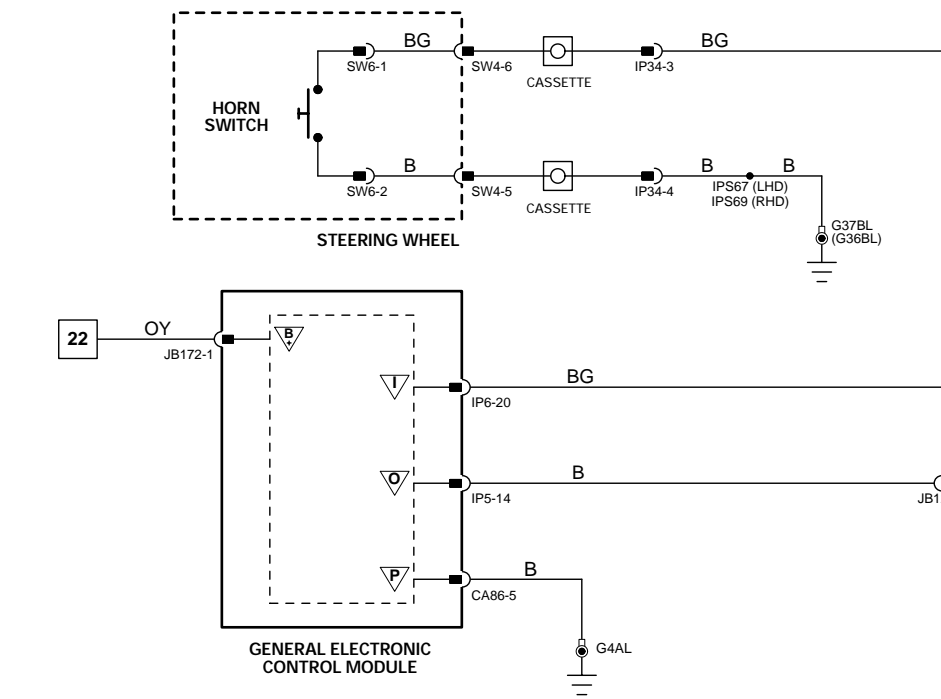 BG
BG
SW6-1
SW4-6
IP34-3
CASSETTE
HORN
SWITCH
B
B
B
SW6-2
SW4-5
IP34-4
IPS67 (LHD)
IPS69 (RHD)
CASSETTE
G37BL
(G36BL)
STEERING WHEEL
22
OY
JB172-1
B
+
I
BG
IP6-20
O
B
IP5-14
JB1
P
B
CA86-5
G4AL
GENERAL ELECTRONIC
CONTROL MODULE